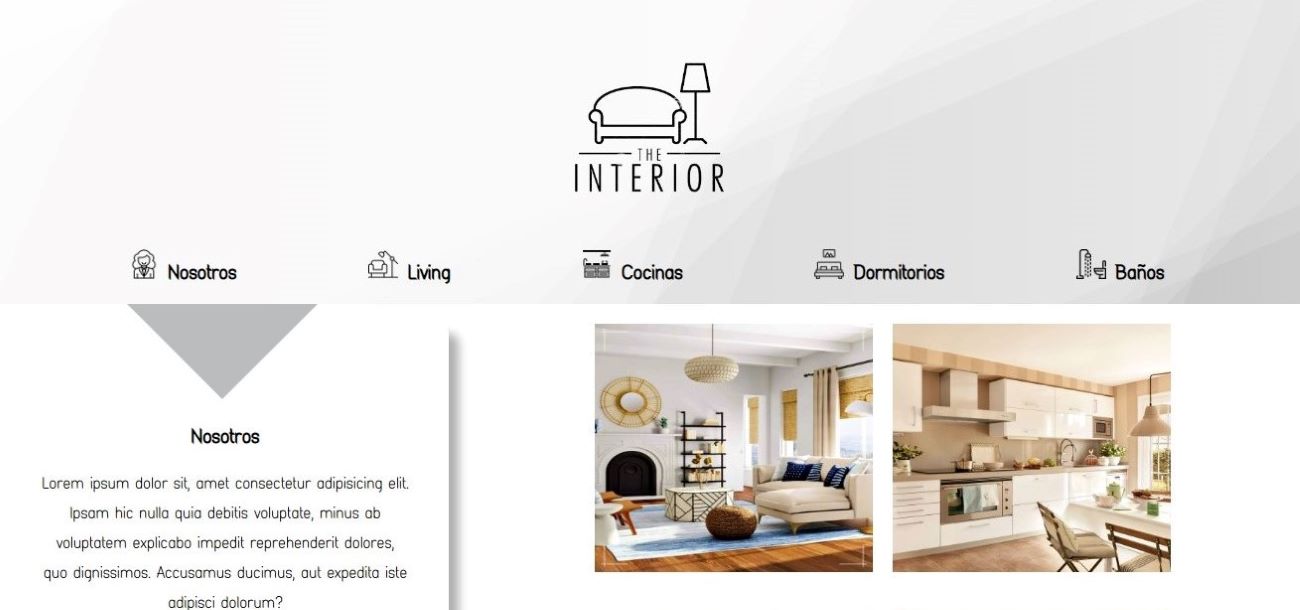 THE
INTERIOR
Nosotros
Living
Cocinas
Dormitorios
Baños
Nosotros
Lorem ipsum dolor sit, amet consectetur adipisicing elit.
Ipsam hic nulla quia debitis voluptate, minus ab
voluptatem explicabo impedit reprehenderit dolores,
quo dignissimos. Accusamus ducimus, aut expedita iste
adipisci dolorum?